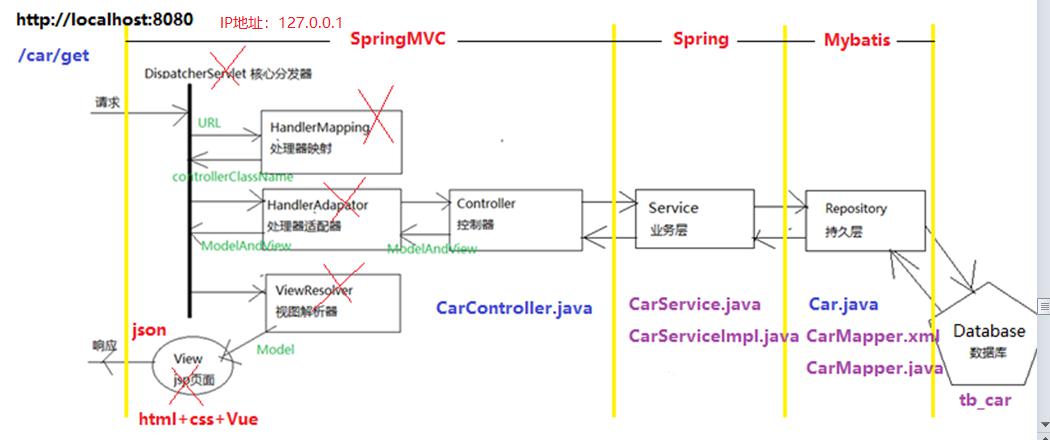 http://localhost:8080
IP地址：127.0.0.1
/car/get
SpringMVC
Spring
Mybatis
DispatcherServlet 核心分发器
请求
URL
HandlerMapping
处理器映射
controllerClassName
HandlerAdapator
处理器适配器
ModelAndView
Controller
控制器
ModelAndView
Service
业务层
Repository
持久层
ViewResolver
视图解析器
CarController.java
CarService.java
CarServiceImpl.java
Car.java
CarMapper.xml
CarMapper.java
Database
数据库
tb_car
json
响应
Model
View
jsp页面
html+css+Vue